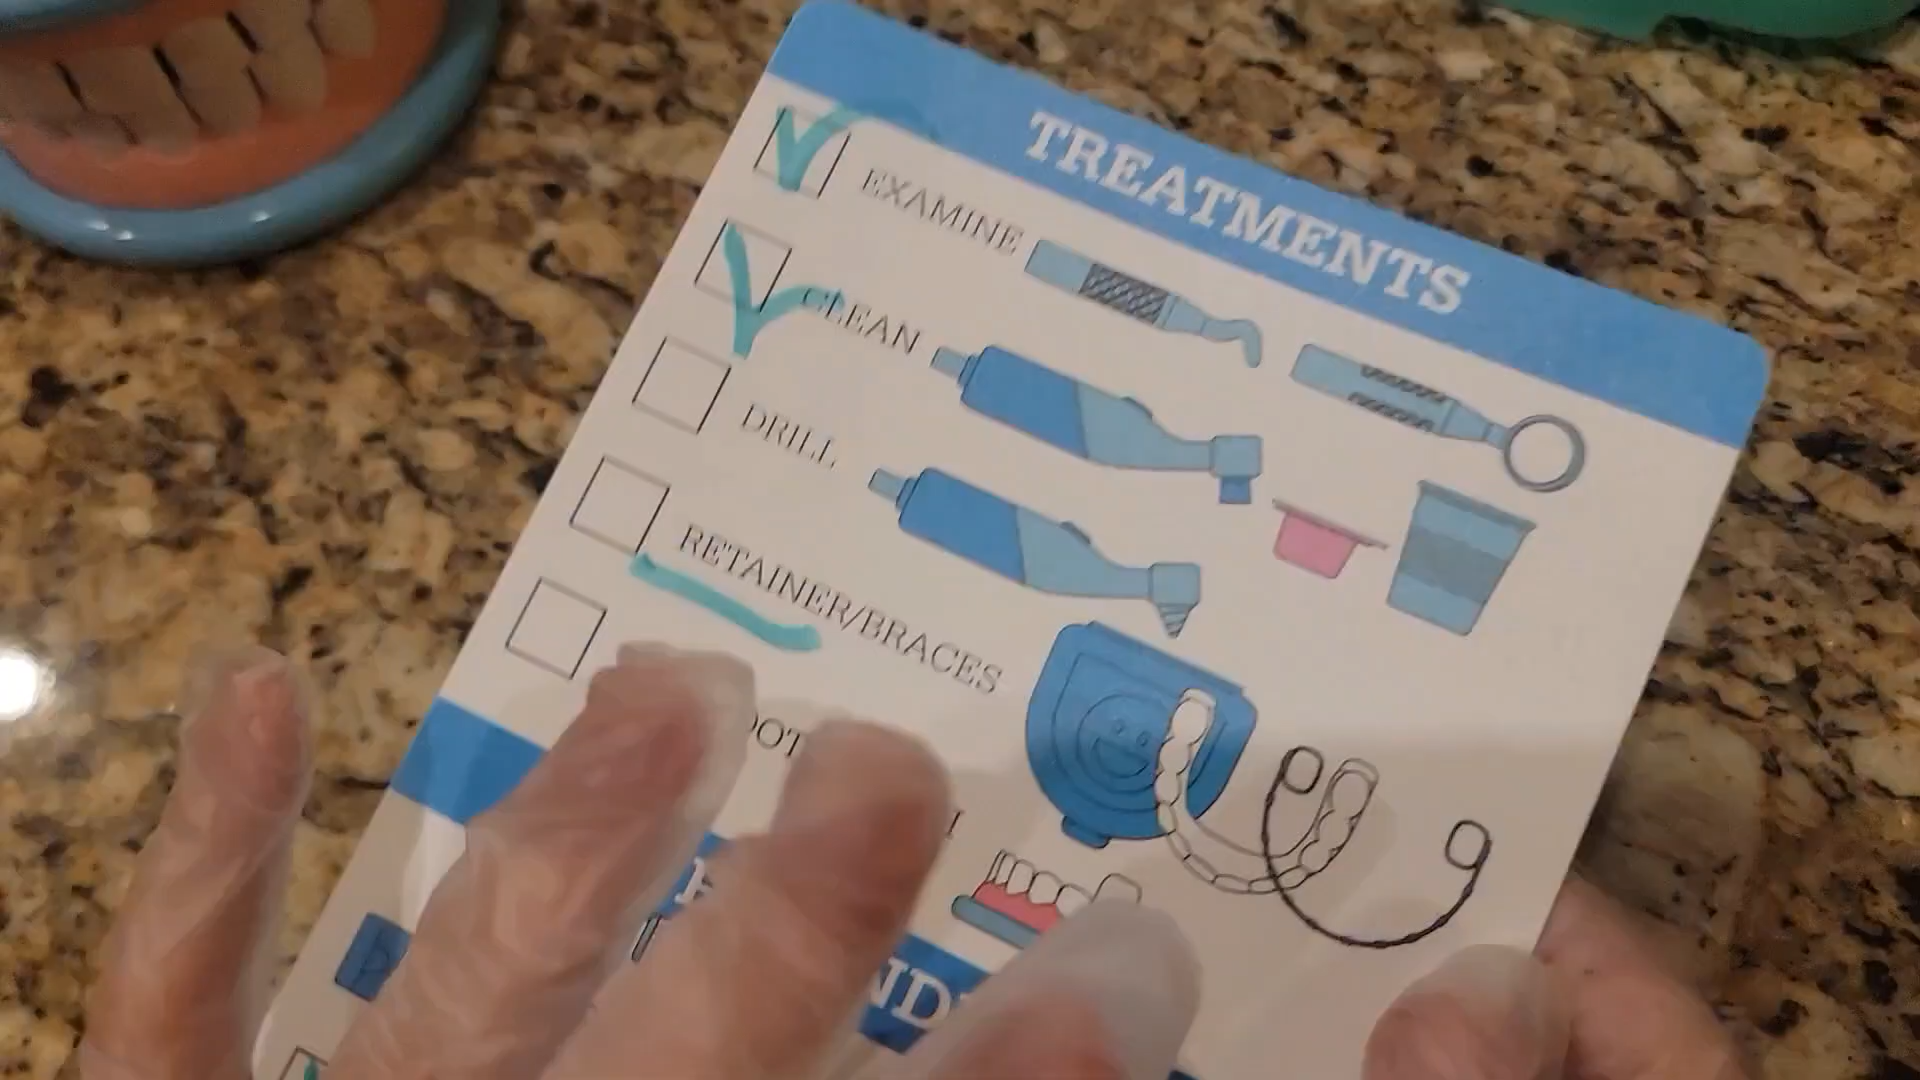 TREATMENTS
EXAMINE
CLEAN
DRILL
RETAINER/BRACES